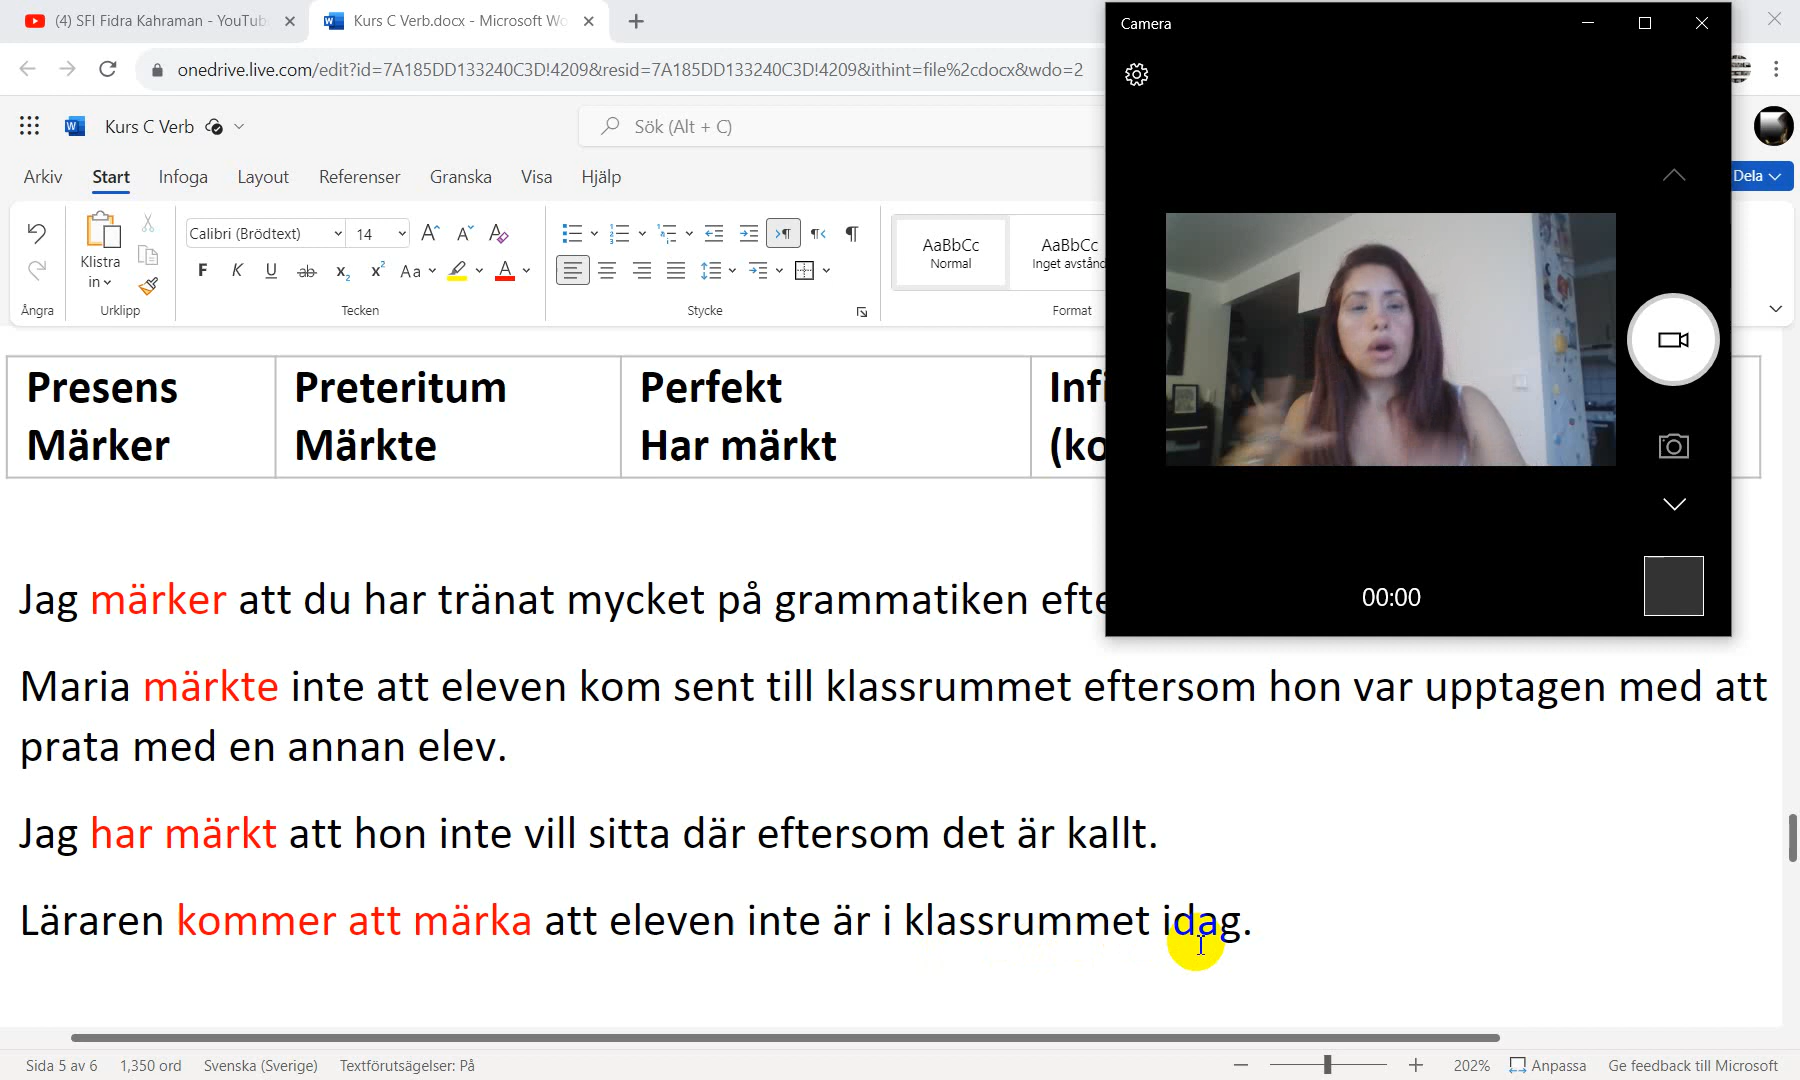 (4) SFI Fidra Kahraman - YouTub
Kurs C Verb.docx - Microsoft Wo
onedrive.live.com/edit?id=7A185DD133240C3D!4209&resid=7A185DD133240C3D!4209&ithint=file%2cdocx&wdo=2
Camera
Kurs C Verb
Sök (Alt + C)
Arkiv Start Infoga Layout Referenser Granska Visa Hjälp
Dela
Klistra in
Calibri (Brödtext) 14
F K U ab x₂ x² Aa A
AaBbCc Normal
AaBbCc Inget avstånd
Ångra Urklipp Tecken Stycke Format
Presens Preteritum Perfekt Infi
Märker Märkte Har märkt (ko
00:00
Jag märker att du har tränat mycket på grammatiken efte
Maria märkte inte att eleven kom sent till klassrummet eftersom hon var upptagen med att
prata med en annan elev.
Jag har märkt att hon inte vill sitta där eftersom det är kallt.
Läraren kommer att märka att eleven inte är i klassrummet idag.
Sida 5 av 6 1,350 ord Svenska (Sverige) Textförutsägelser: På 202% Anpassa Ge feedback till Microsoft